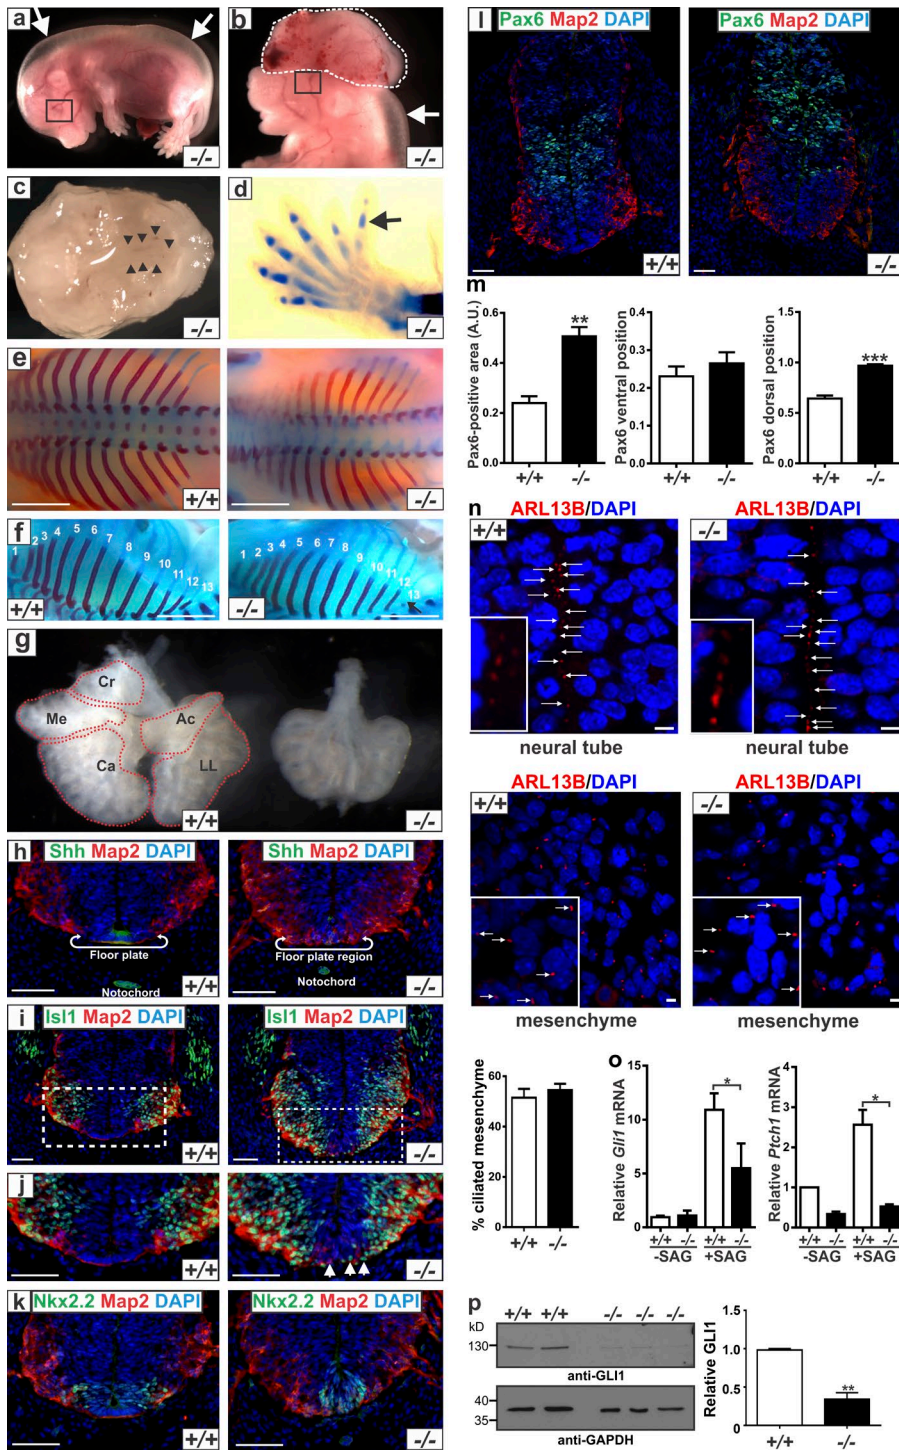 a
-/-
b
-/-
c
-/-
d
-/-
e
+/+
-/-
f
1 2 3 4 5 6 7 8 9 10 11 12 13
+/+
1 2 3 4 5 6 7 8 9 10 11 12 13
-/-
g
Cr
Me
Ac
Ca
LL
+/+
-/-
h
Shh Map2 DAPI
Floor plate
Notochord
+/+
Shh Map2 DAPI
Floor plate region
Notochord
-/-
i
Isl1 Map2 DAPI
+/+
Isl1 Map2 DAPI
-/-
j
+/+
-/-
k
Nkx2.2 Map2 DAPI
+/+
Nkx2.2 Map2 DAPI
-/-
l
Pax6 Map2 DAPI
+/+
Pax6 Map2 DAPI
-/-
m
Pax6-positive area (A.U.)
0.6
0.4
0.2
0.0
**
+/+ -/-
Pax6 ventral position
0.4
0.3
0.2
0.1
0.0
+/+ -/-
Pax6 dorsal position
1.5
1.0
0.5
0.0
***
+/+ -/-
n
ARL13B/DAPI
+/+
neural tube
ARL13B/DAPI
-/-
neural tube
ARL13B/DAPI
+/+
mesenchyme
ARL13B/DAPI
-/-
mesenchyme
% ciliated mesenchyme
60
40
20
0
+/+ -/-
o
Relative Gli1 mRNA
15
10
5
0
*
+/+ -/- +/+ -/-
-SAG +SAG
Relative Ptch1 mRNA
4
3
2
1
0
*
+/+ -/- +/+ -/-
-SAG +SAG
p
+/+ +/+ -/- -/- -/-
kD
130
anti-GLI1
40
35
anti-GAPDH
Relative GLI1
1.5
1.0
0.5
0.0
**
+/+ -/-